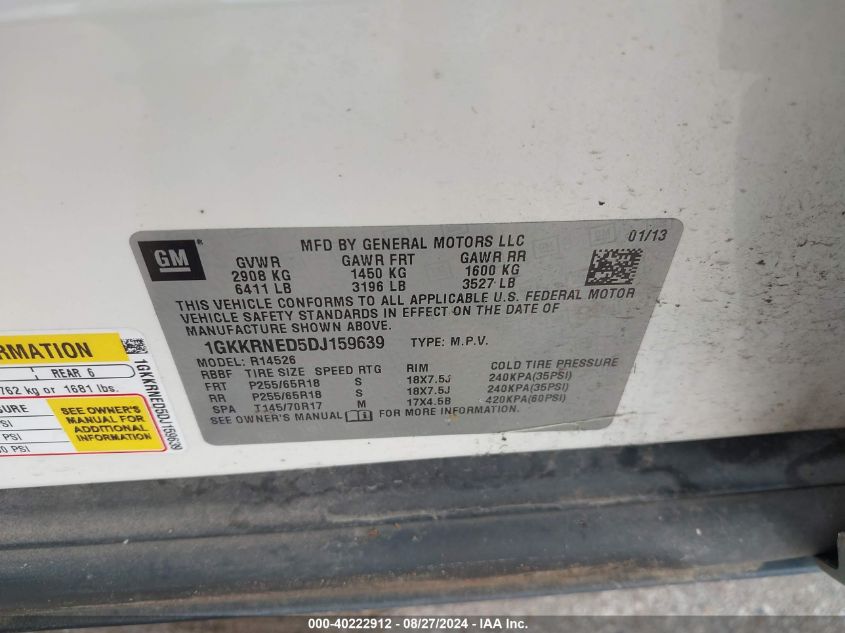 GM
MFD BY GENERAL MOTORS LLC
01/13
GVWR GAWR FRT GAWR RR
2908 KG 1450 KG 1600 KG
6411 LB 3196 LB 3527 LB
THIS VEHICLE CONFORMS TO ALL APPLICABLE U.S. FEDERAL MOTOR
VEHICLE SAFETY STANDARDS IN EFFECT ON THE DATE OF
MANUFACTURE SHOWN ABOVE.
1GKKRNED5DJ159639 TYPE: M.P.V.
MODEL: R14526
RBBF TIRE SIZE SPEED RTG RIM COLD TIRE PRESSURE
FRT P255/65R18 S 18X7.5J 240KPA(35PSI)
RR P255/65R18 S 18X7.5J 240KPA(35PSI)
SPA T145/70R17 M 17X4.5B 420KPA(60PSI)
SEE OWNER'S MANUAL FOR MORE INFORMATION.
RMATION
REAR 6
762 kg or 1681 lbs.
SURE
SEE OWNER'S
MANUAL FOR
ADDITIONAL
INFORMATION
SI
PSI
0 PSI
1GKKRNED5DJ159639
000-40222912 - 08/27/2024 - IAA Inc.